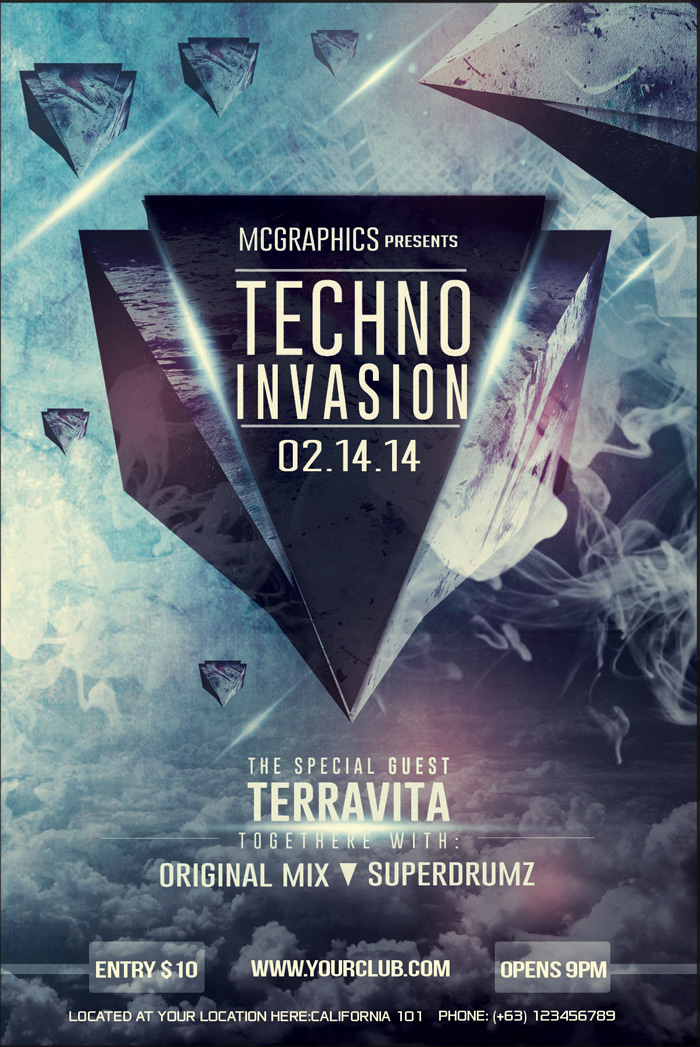 MCGRAPHICS PRESENTS
TECHNO
INVASION
02.14.14
THE SPECIAL GUEST
TERRAVITA
TOGETHERE WITH:
ORIGINAL MIX ▼ SUPERDRUMZ
ENTRY $10 WWW.YOURCLUB.COM OPENS 9PM
LOCATED AT YOUR LOCATION HERE:CALIFORNIA 101 PHONE: (+63) 123456789